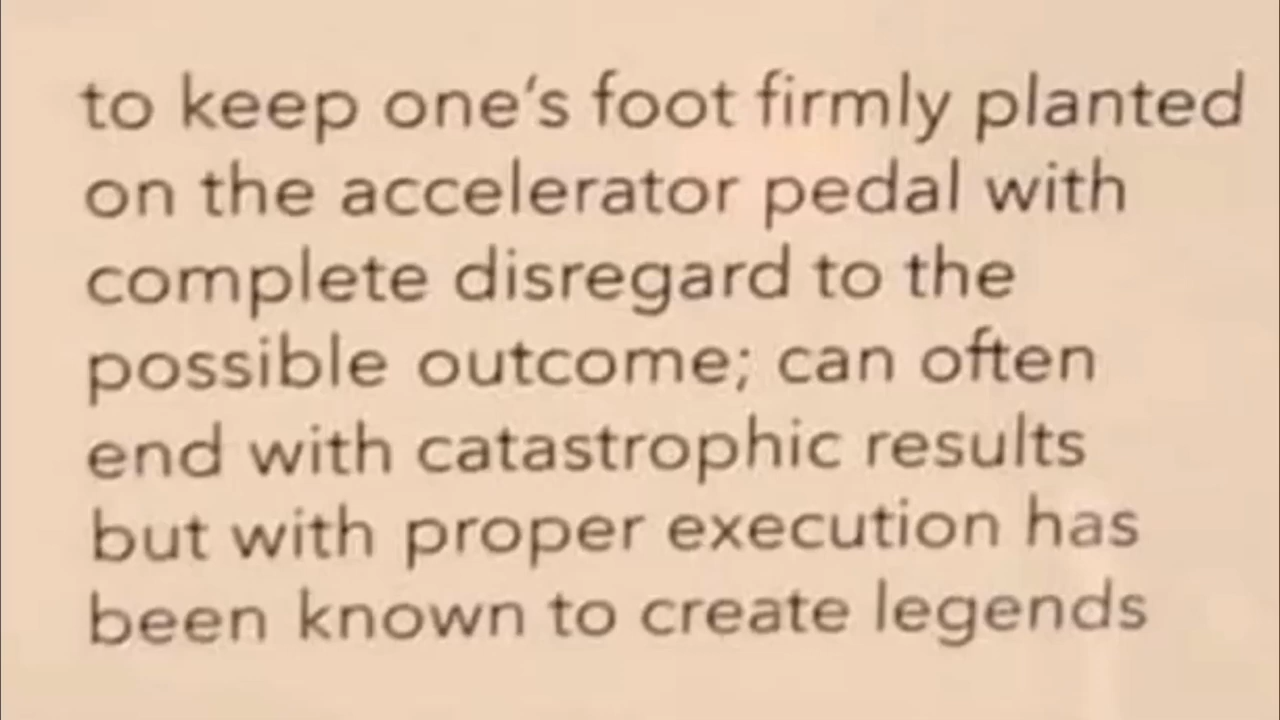 to keep one's foot firmly planted
on the accelerator pedal with
complete disregard to the
possible outcome; can often
end with catastrophic results
but with proper execution has
been known to create legends